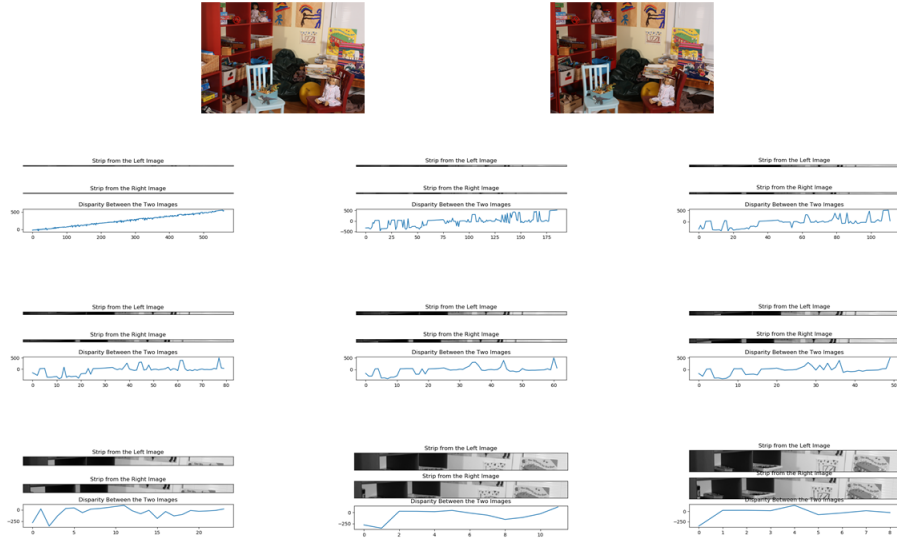 Strip from the Left Image
Strip from the Left Image
Strip from the Left Image
Strip from the Right Image
Strip from the Right Image
Strip from the Right Image
Disparity Between the Two Images
Disparity Between the Two Images
Disparity Between the Two Images
500
0
0 100 200 300 400 500
500
0
−500
0 25 50 75 100 125 150 175
500
0
0 20 40 60 80 100
Strip from the Left Image
Strip from the Left Image
Strip from the Left Image
Strip from the Right Image
Strip from the Right Image
Strip from the Right Image
Disparity Between the Two Images
Disparity Between the Two Images
Disparity Between the Two Images
500
0
0 10 20 30 40 50 60 70 80
500
0
0 10 20 30 40 50 60
500
0
0 10 20 30 40 50
Strip from the Left Image
Strip from the Left Image
Strip from the Left Image
Strip from the Right Image
Strip from the Right Image
Strip from the Right Image
Disparity Between the Two Images
Disparity Between the Two Images
Disparity Between the Two Images
0
−250
0 5 10 15 20
0
−250
0 2 4 6 8 10
0
−250
0 1 2 3 4 5 6 7 8